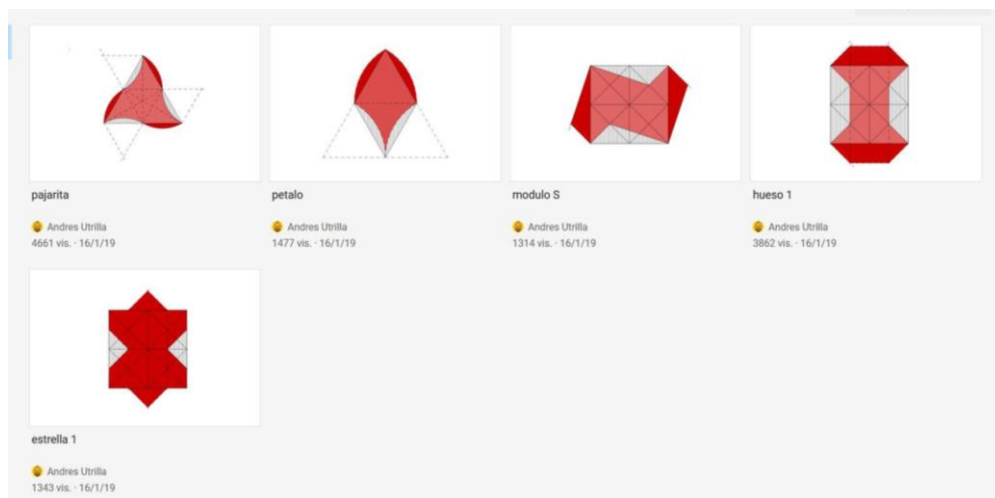 pajarita
Andres Utrilla
4661 vis. · 16/1/19
petalo
Andres Utrilla
1477 vis. · 16/1/19
modulo S
Andres Utrilla
1314 vis. · 16/1/19
hueso 1
Andres Utrilla
3862 vis. · 16/1/19
estrella 1
Andres Utrilla
1343 vis. · 16/1/19